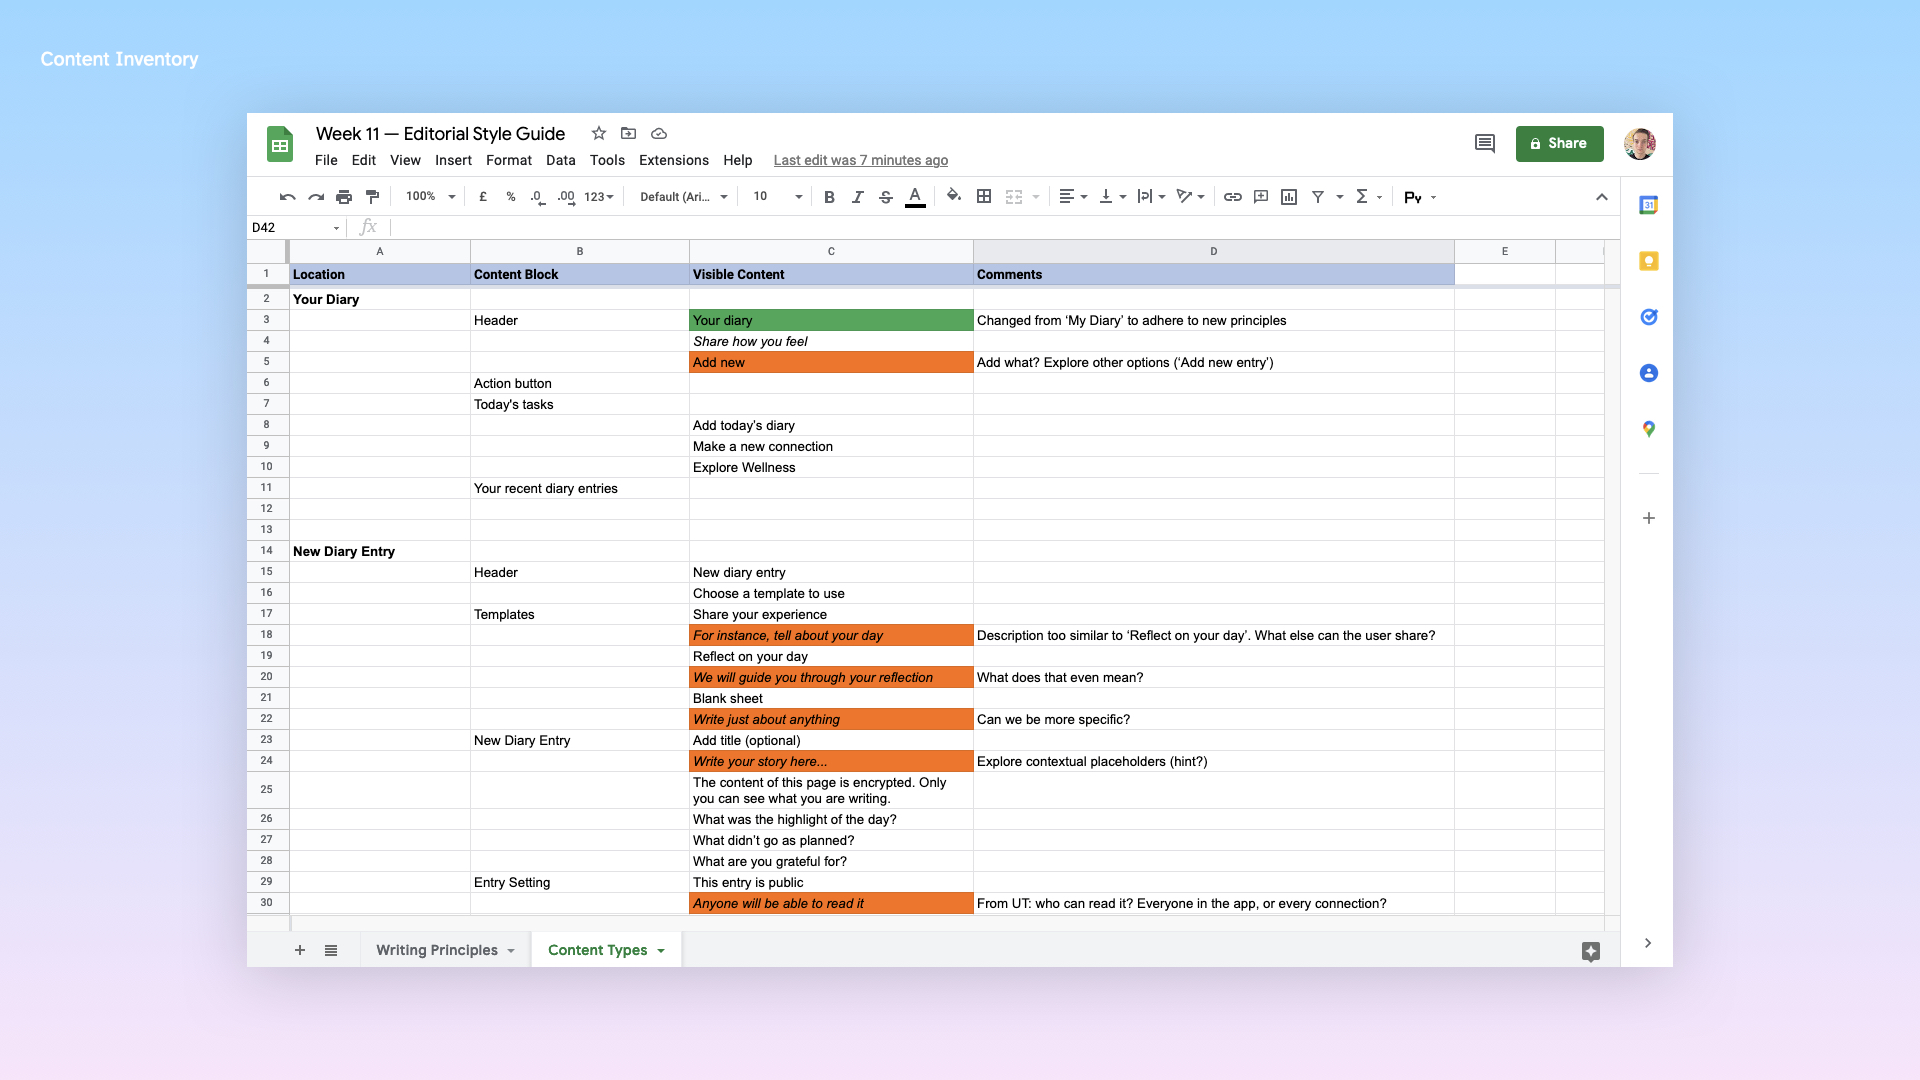 Content Inventory
Week 11 — Editorial Style Guide
File Edit View Insert Format Data Tools Extensions Help Last edit was 7 minutes ago
Share
100% £ % .0 .00 123 Default (Ari... 10 B I S A Σ Py
31
D42 fx
A B C D E
1 Location Content Block Visible Content Comments
2 Your Diary
3 Header Your diary Changed from ‘My Diary’ to adhere to new principles
4 Share how you feel
5 Add new Add what? Explore other options (‘Add new entry’)
6 Action button
7 Today's tasks
8 Add today’s diary
9 Make a new connection
10 Explore Wellness
11 Your recent diary entries
12
13
14 New Diary Entry
15 Header New diary entry
16 Choose a template to use
17 Templates Share your experience
18 For instance, tell about your day Description too similar to ‘Reflect on your day’. What else can the user share?
19 Reflect on your day
20 We will guide you through your reflection What does that even mean?
21 Blank sheet
22 Write just about anything Can we be more specific?
23 New Diary Entry Add title (optional)
24 Write your story here... Explore contextual placeholders (hint?)
25 The content of this page is encrypted. Only
you can see what you are writing.
26 What was the highlight of the day?
27 What didn’t go as planned?
28 What are you grateful for?
29 Entry Setting This entry is public
30 Anyone will be able to read it From UT: who can read it? Everyone in the app, or every connection?
Writing Principles Content Types